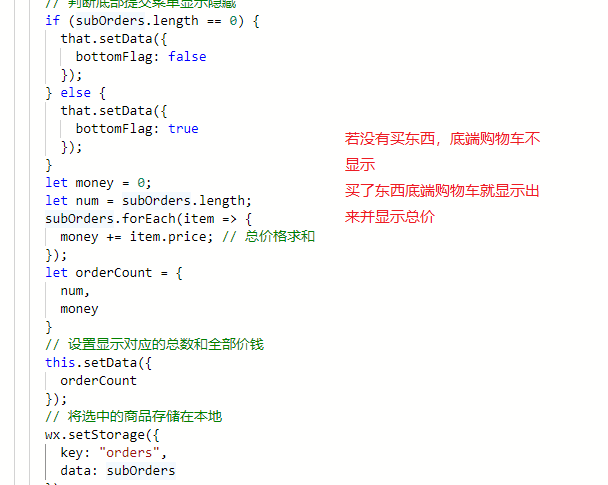 // 判断底部提交菜单显示隐藏
if (subOrders.length == 0) {
that.setData({
bottomFlag: false
});
} else {
that.setData({
bottomFlag: true
});
}
let money = 0;
let num = subOrders.length;
subOrders.forEach(item => {
money += item.price; // 总价格求和
});
let orderCount = {
num,
money
}
// 设置显示对应的总数和全部价钱
this.setData({
orderCount
});
// 将选中的商品存储在本地
wx.setStorage({
key: "orders",
data: subOrders
若没有买东西，底端购物车不
显示
买了东西底端购物车就显示出
来并显示总价